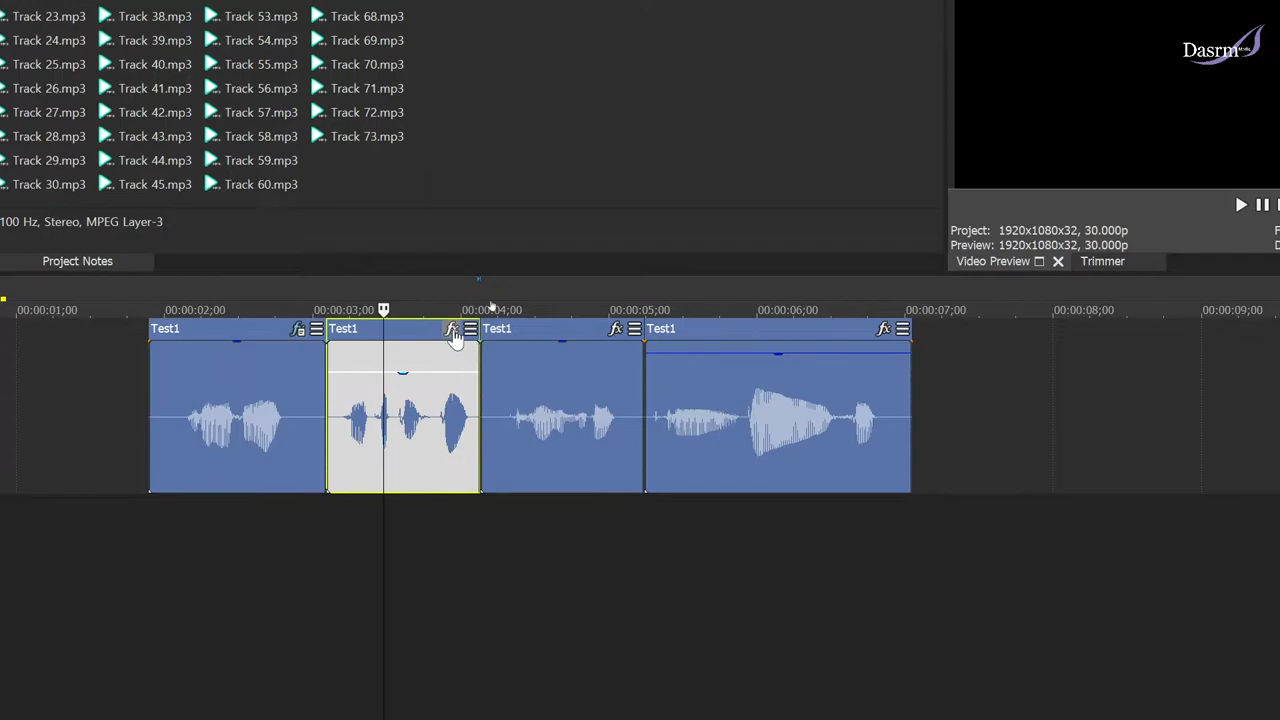 Track 23.mp3 Track 38.mp3 Track 53.mp3 Track 68.mp3
Track 24.mp3 Track 39.mp3 Track 54.mp3 Track 69.mp3
Track 25.mp3 Track 40.mp3 Track 55.mp3 Track 70.mp3
Track 26.mp3 Track 41.mp3 Track 56.mp3 Track 71.mp3
Track 27.mp3 Track 42.mp3 Track 57.mp3 Track 72.mp3
Track 28.mp3 Track 43.mp3 Track 58.mp3 Track 73.mp3
Track 29.mp3 Track 44.mp3 Track 59.mp3
Track 30.mp3 Track 45.mp3 Track 60.mp3
Dasrm
100 Hz, Stereo, MPEG Layer-3
Project: 1920x1080x32, 30.000p
Preview: 1920x1080x32, 30.000p
Project Notes
Video Preview Trimmer
00:00:01;00 00:00:02;00 00:00:03;00 00:00:04;00 00:00:05;00 00:00:06;00 00:00:07;00 00:00:08;00 00:00:09;00
Test1 Test1 Test1 Test1